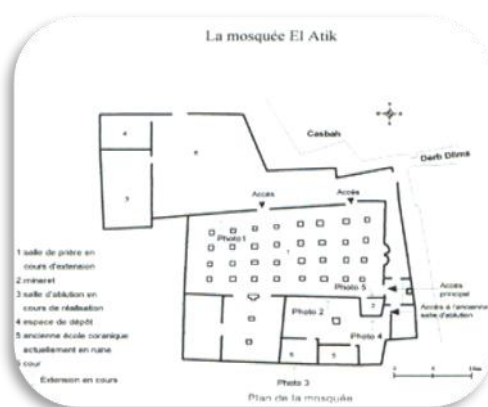 La mosquée El Atik
Casbah
Derb Dlims
4
6
3
Accès
Accès
Photo1
1
Photo 5
Accès principal
Accès à l'ancienne salle d'ablution
2
Photo 2
Photo 4
5
Photo 3
1 salle de prière en
cours d'extension
2 mineret
3 salle d'ablution en
cours de réalisation
4 espace de dépôt
5 ancienne école coranique
actuellement en ruine
cour
Extension en cours
Plan de la mosquée